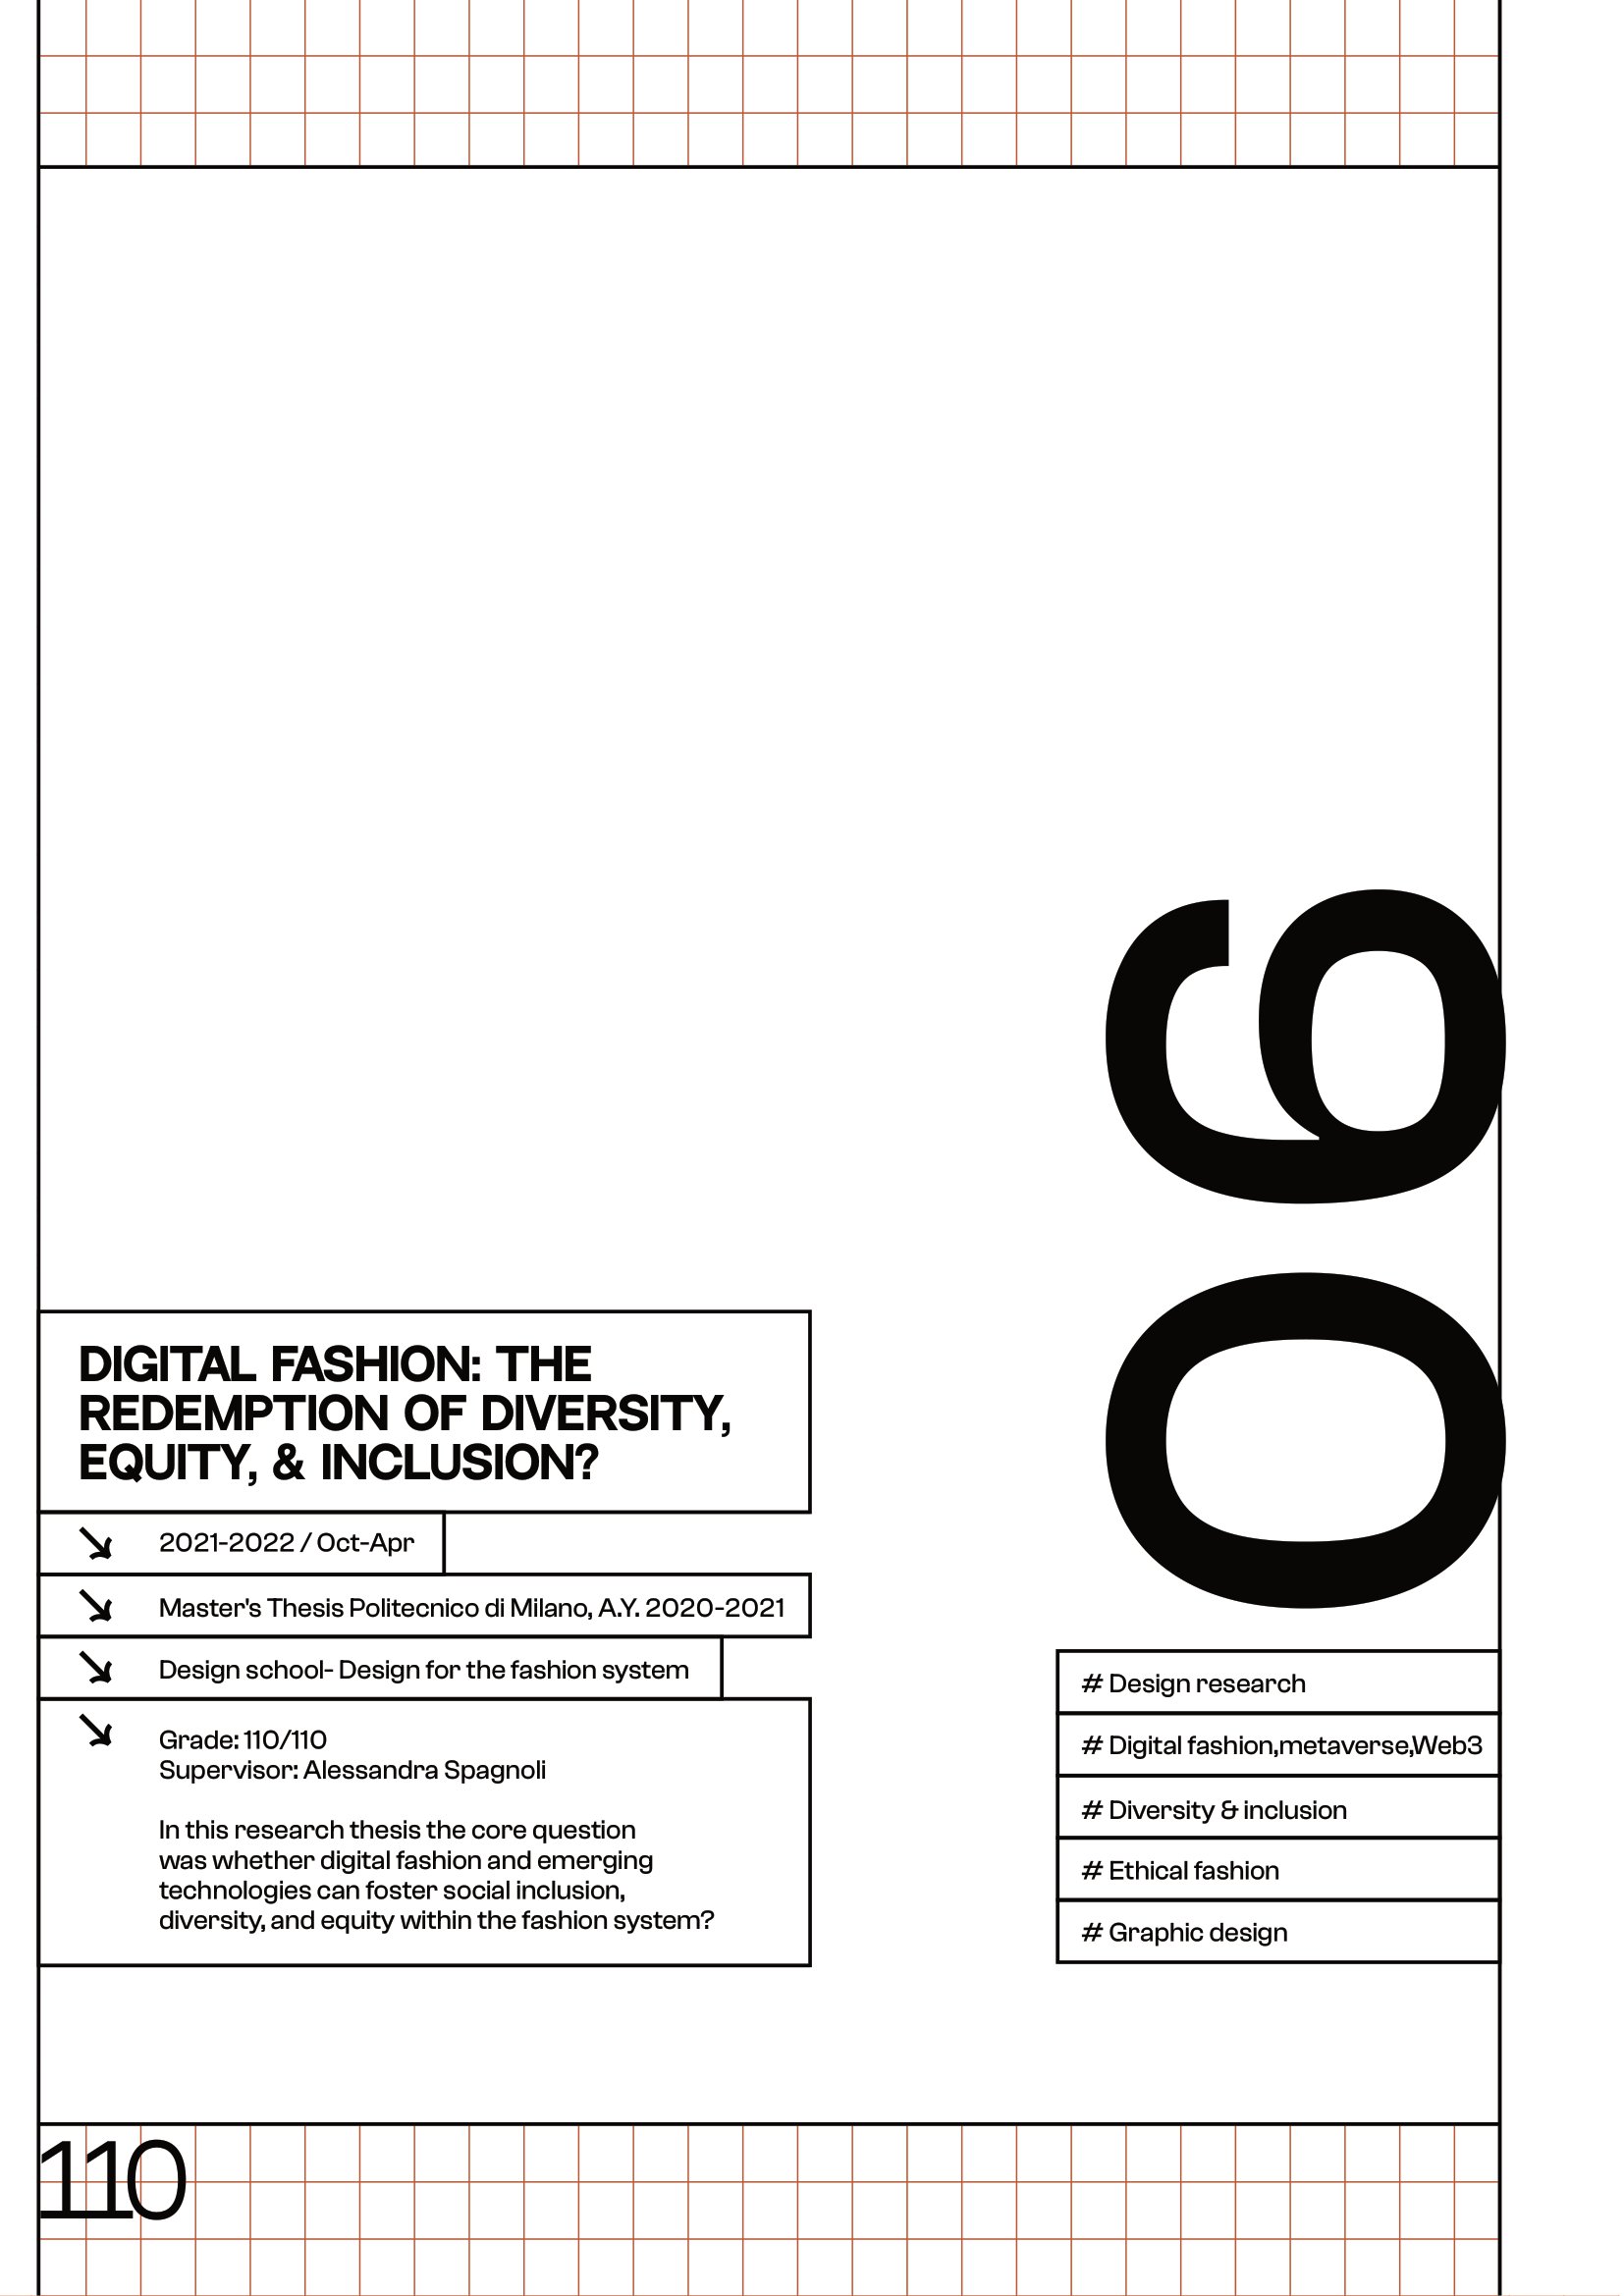 06
DIGITAL FASHION: THE
REDEMPTION OF DIVERSITY,
EQUITY, & INCLUSION?
2021-2022 / Oct-Apr
Master's Thesis Politecnico di Milano, A.Y. 2020-2021
Design school- Design for the fashion system
Grade: 110/110
Supervisor: Alessandra Spagnoli
In this research thesis the core question
was whether digital fashion and emerging
technologies can foster social inclusion,
diversity, and equity within the fashion system?
# Design research
# Digital fashion,metaverse,Web3
# Diversity & inclusion
# Ethical fashion
# Graphic design
110